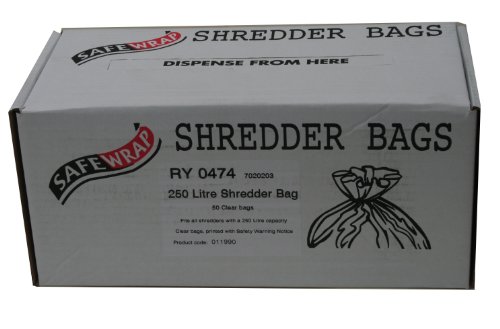 SAFEWRAP SHREDDER BAGS
DISPENSE FROM HERE
SAFEWRAP SHREDDER BAGS
RY 0474 7020203
250 Litre Shredder Bag
50 Clear bags
Fits all shredders with a 250 Litre capacity
Clear bags, printed with Safety Warning Notice
Product code: 011990